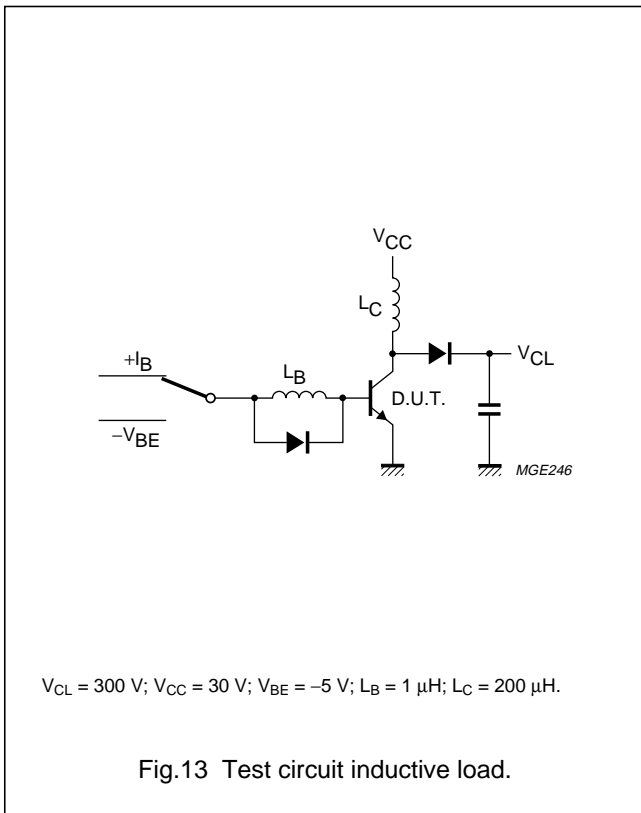 VCC
LC
VCL
+IB
LB
D.U.T.
−VBE
MGE246
VCL = 300 V; VCC = 30 V; VBE = −5 V; LB = 1 μH; LC = 200 μH.
Fig.13 Test circuit inductive load.